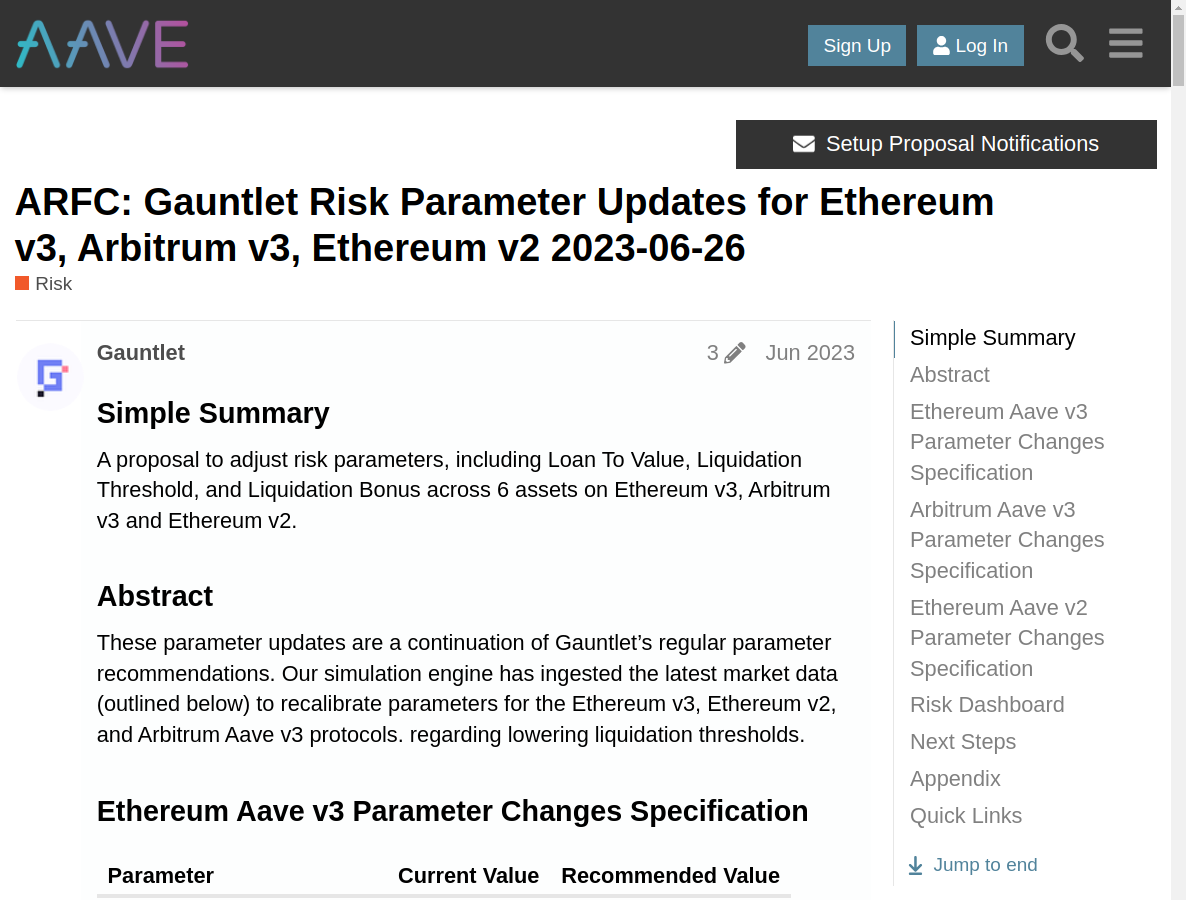 AAVE
Sign Up
Log In
Setup Proposal Notifications
ARFC: Gauntlet Risk Parameter Updates for Ethereum
v3, Arbitrum v3, Ethereum v2 2023-06-26
Risk
Gauntlet
3
Jun 2023
Simple Summary
A proposal to adjust risk parameters, including Loan To Value, Liquidation
Threshold, and Liquidation Bonus across 6 assets on Ethereum v3, Arbitrum
v3 and Ethereum v2.
Abstract
These parameter updates are a continuation of Gauntlet’s regular parameter
recommendations. Our simulation engine has ingested the latest market data
(outlined below) to recalibrate parameters for the Ethereum v3, Ethereum v2,
and Arbitrum Aave v3 protocols. regarding lowering liquidation thresholds.
Ethereum Aave v3 Parameter Changes Specification
Parameter Current Value Recommended Value
Simple Summary
Abstract
Ethereum Aave v3
Parameter Changes
Specification
Arbitrum Aave v3
Parameter Changes
Specification
Ethereum Aave v2
Parameter Changes
Specification
Risk Dashboard
Next Steps
Appendix
Quick Links
Jump to end